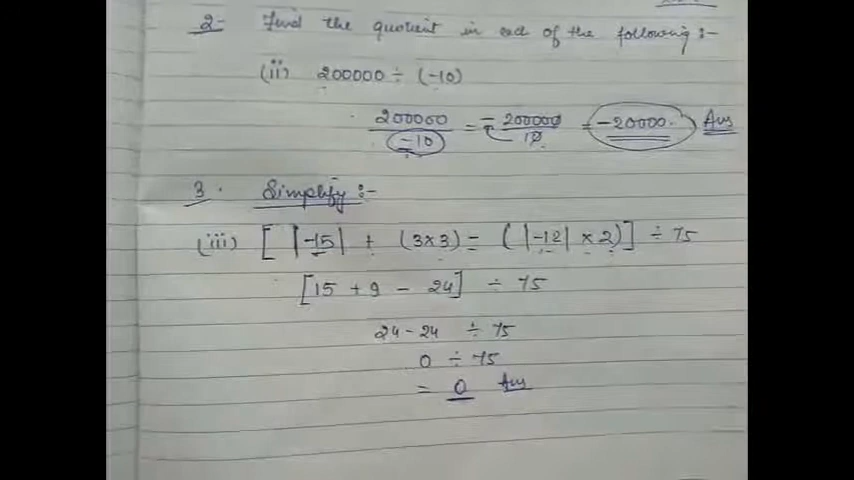 2- Find the quotient in each of the following :-
(ii) 200000 ÷ (-10)
200000/-10 = -200000/10 = -20000. Ans
3. Simplify :-
(iii) [ |-15| + (3×3) - ( |-12| × 2) ] ÷ 75
[15 + 9 - 24] ÷ 75
24 - 24 ÷ 75
0 ÷ 75
= 0 Ans